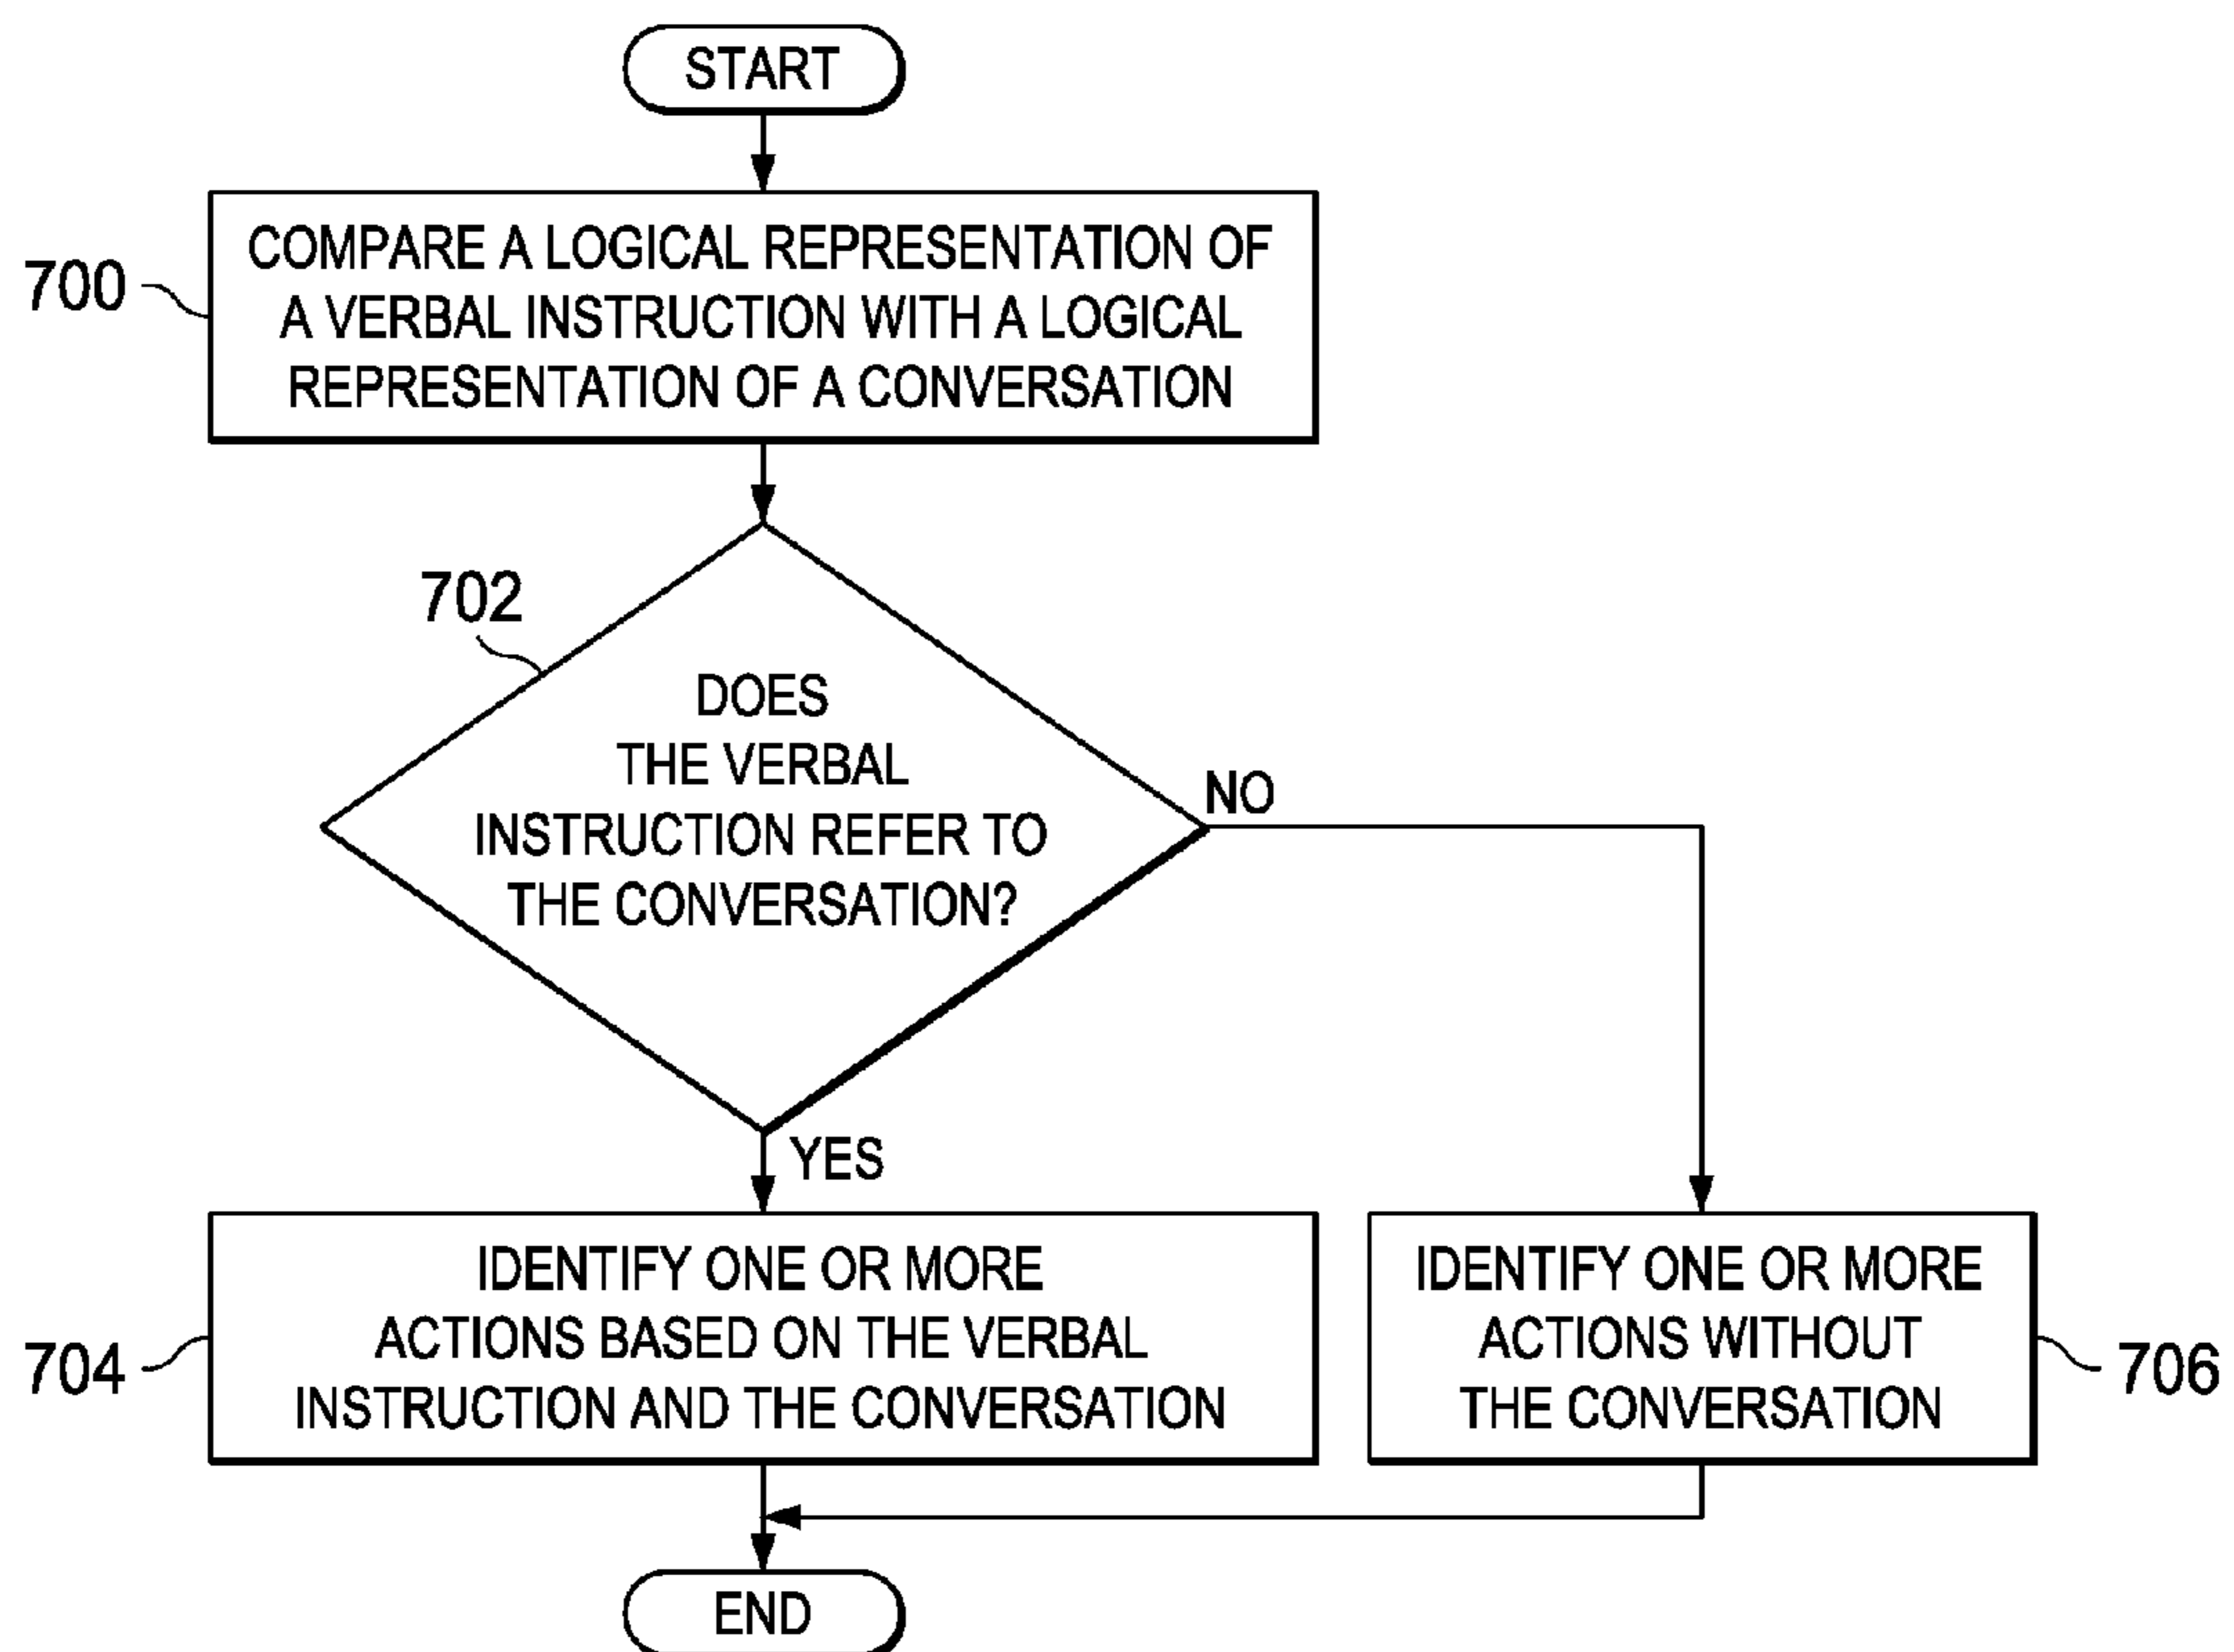 START
700
COMPARE A LOGICAL REPRESENTATION OF
A VERBAL INSTRUCTION WITH A LOGICAL
REPRESENTATION OF A CONVERSATION
702
DOES
THE VERBAL
INSTRUCTION REFER TO
THE CONVERSATION?
NO
YES
704
IDENTIFY ONE OR MORE
ACTIONS BASED ON THE VERBAL
INSTRUCTION AND THE CONVERSATION
IDENTIFY ONE OR MORE
ACTIONS WITHOUT
THE CONVERSATION
706
END